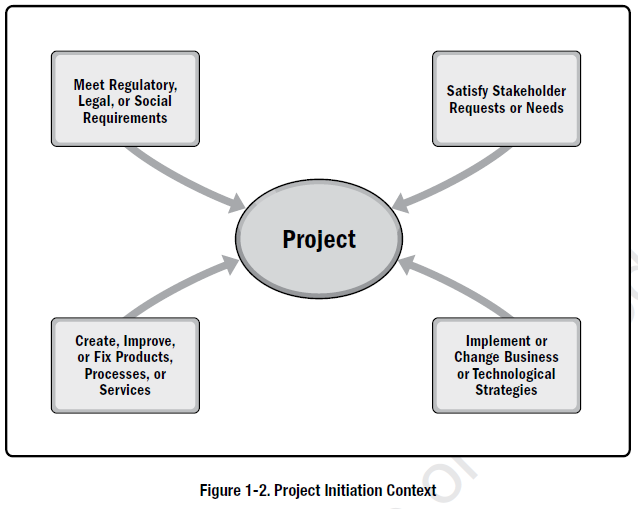 Meet Regulatory,
Legal, or Social
Requirements
Satisfy Stakeholder
Requests or Needs
Project
Create, Improve,
or Fix Products,
Processes, or
Services
Implement or
Change Business
or Technological
Strategies
Figure 1-2. Project Initiation Context